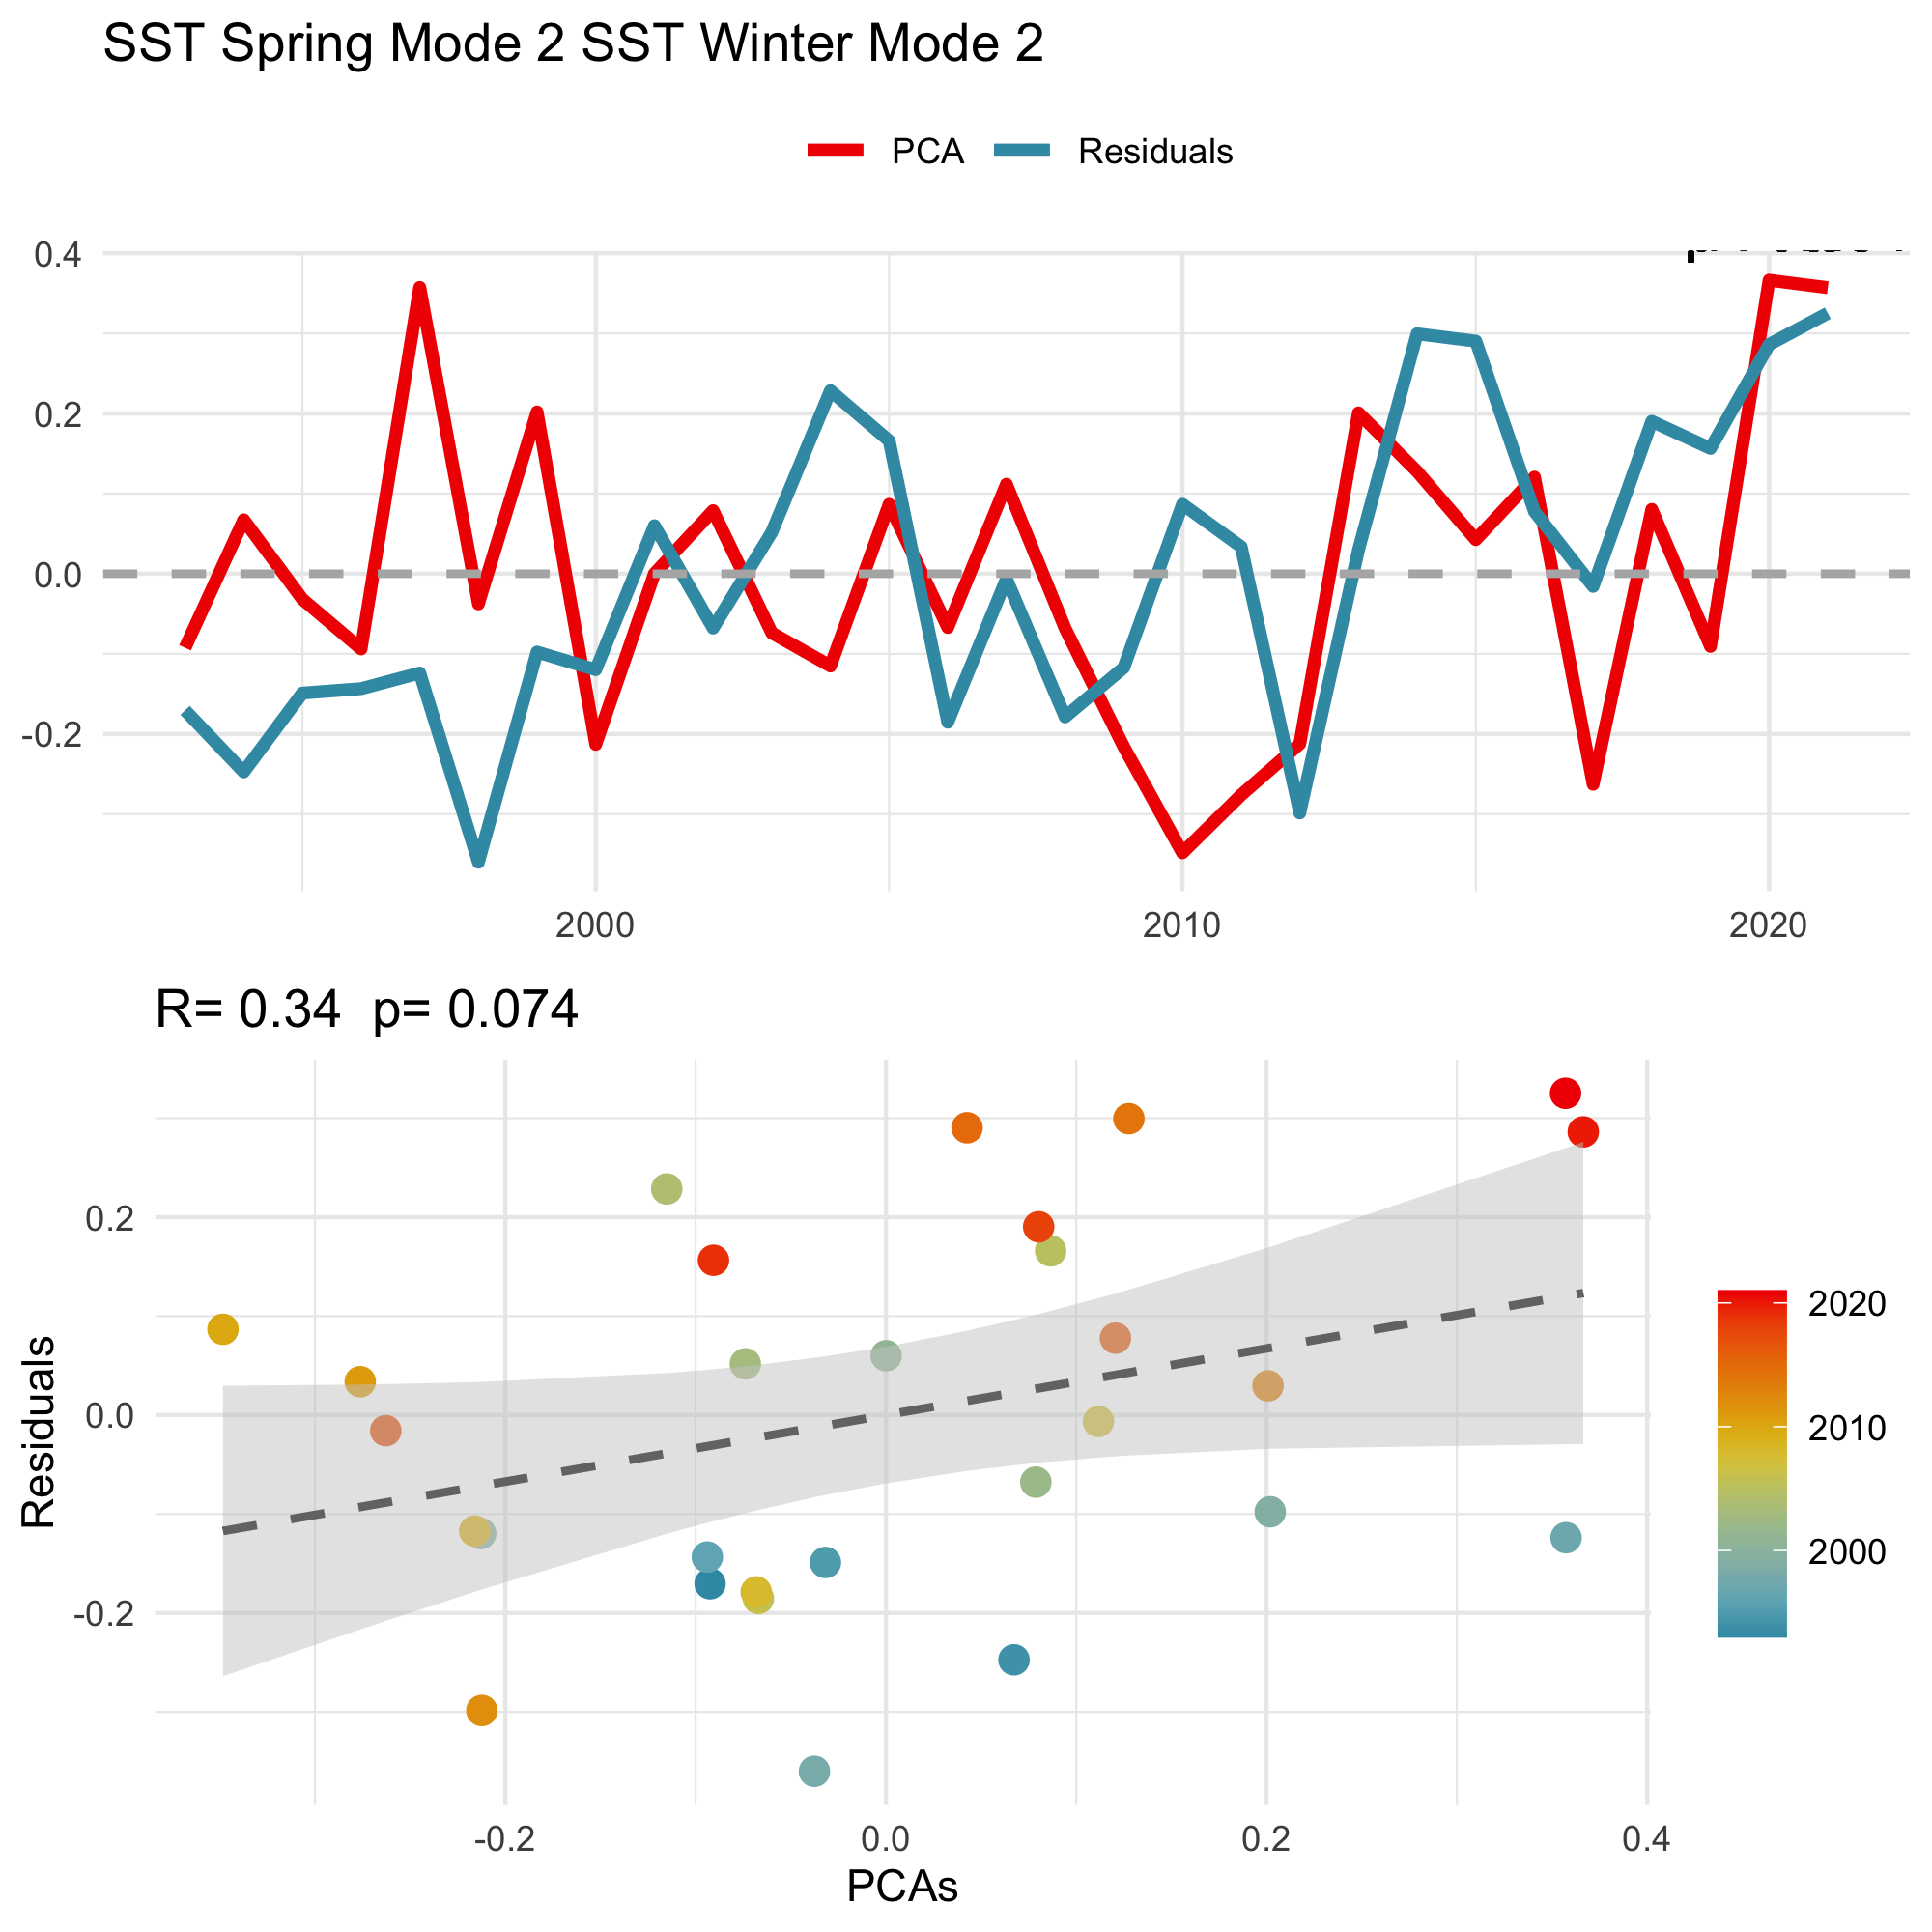 SST Spring Mode 2 SST Winter Mode 2
PCA Residuals
0.4
0.2
0.0
-0.2
2000 2010 2020
R= 0.34 p= 0.074
Residuals
0.2
0.0
-0.2
-0.2 0.0 0.2 0.4
PCAs
2020
2010
2000